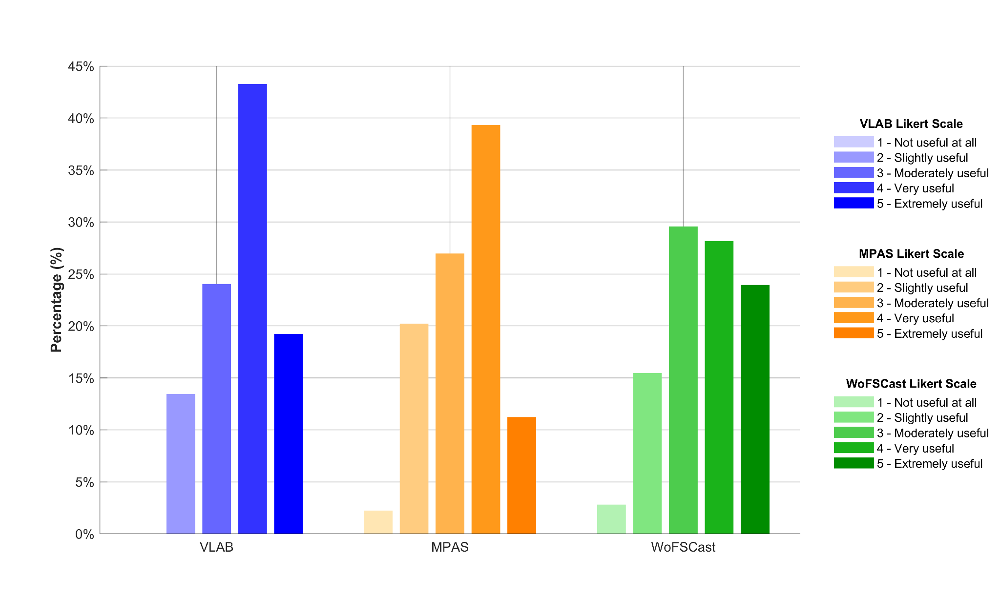 45%
40%
35%
30%
25%
20%
15%
10%
5%
0%
Percentage (%)
VLAB
MPAS
WoFSCast
VLAB Likert Scale
1 - Not useful at all
2 - Slightly useful
3 - Moderately useful
4 - Very useful
5 - Extremely useful
MPAS Likert Scale
1 - Not useful at all
2 - Slightly useful
3 - Moderately useful
4 - Very useful
5 - Extremely useful
WoFSCast Likert Scale
1 - Not useful at all
2 - Slightly useful
3 - Moderately useful
4 - Very useful
5 - Extremely useful